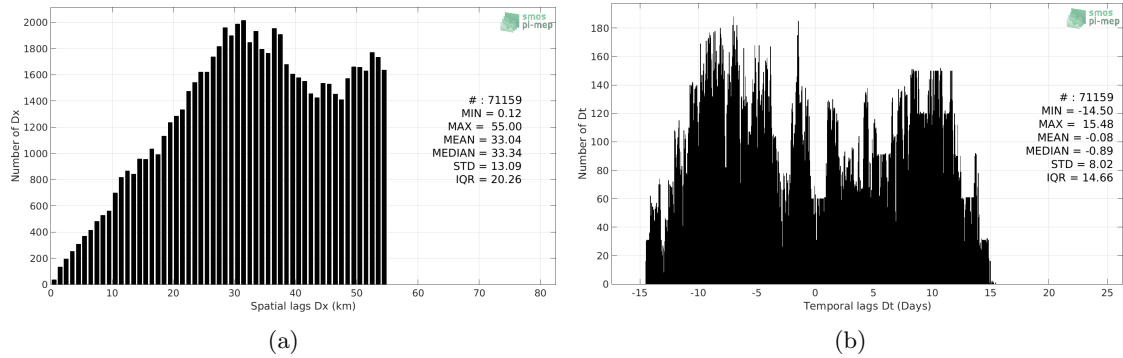 smos
pi-mep
2000
1800
1600
1400
1200
1000
800
600
400
200
0
Number of Dx
# : 71159
MIN = 0.12
MAX = 55.00
MEAN = 33.04
MEDIAN = 33.34
STD = 13.09
IQR = 20.26
0 10 20 30 40 50 60 70 80
Spatial lags Dx (km)
(a)
smos
pi-mep
180
160
140
120
100
80
60
40
20
0
Number of Dt
# : 71159
MIN = -14.50
MAX = 15.48
MEAN = -0.08
MEDIAN = -0.89
STD = 8.02
IQR = 14.66
-15 -10 -5 0 5 10 15 20 25
Temporal lags Dt (Days)
(b)